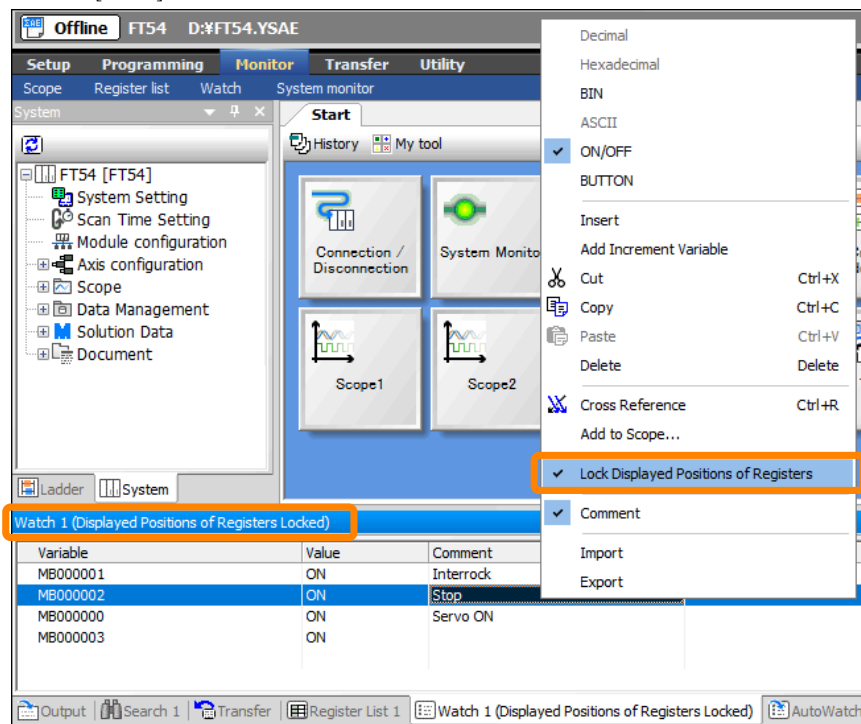 Offline FT54 D:¥FT54.YSAE
Setup Programming Monitor Transfer Utility
Scope Register list Watch System monitor
System
Start
History My tool
FT54 [FT54]
System Setting
Scan Time Setting
Module configuration
Axis configuration
Scope
Data Management
Solution Data
Document
Connection / Disconnection
System Monito
Scope1
Scope2
Ladder System
Decimal
Hexadecimal
BIN
ASCII
ON/OFF
BUTTON
Insert
Add Increment Variable
Cut Ctrl+X
Copy Ctrl+C
Paste Ctrl+V
Delete Delete
Cross Reference Ctrl+R
Add to Scope...
Lock Displayed Positions of Registers
Comment
Import
Export
Watch 1 (Displayed Positions of Registers Locked)
Variable Value Comment
MB000001 ON Interrock
MB000002 ON Stop
MB000000 ON Servo ON
MB000003 ON
Output Search 1 Transfer Register List 1 Watch 1 (Displayed Positions of Registers Locked) AutoWatch